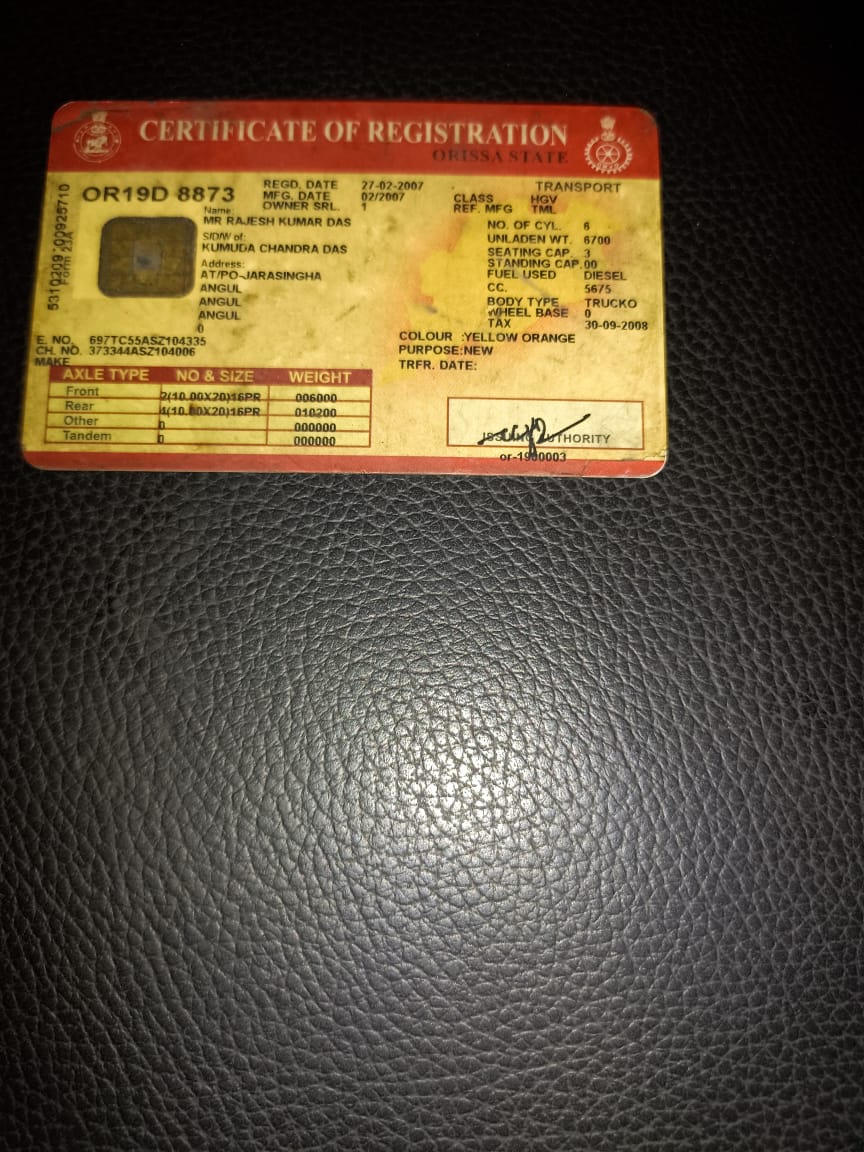 CERTIFICATE OF REGISTRATION
ORISSA STATE
OR19D 8873
REGD. DATE 27-02-2007
MFG. DATE 02/2007
OWNER SRL. 1
TRANSPORT
CLASS HGV
REF. MFG TML
Name:
MR RAJESH KUMAR DAS
S/D/W of:
KUMUDA CHANDRA DAS
Address:
AT/PO-JARASINGHA
ANGUL
ANGUL
ANGUL
0
NO. OF CYL. 6
UNLADEN WT. 6700
SEATING CAP. 3
STANDING CAP. 00
FUEL USED DIESEL
CC. 5675
BODY TYPE TRUCKO
WHEEL BASE 0
TAX 30-09-2008
5310209:00925710
Form 23A
E. NO. 697TC55ASZ104335
CH. NO. 373344ASZ104006
MAKE
COLOUR :YELLOW ORANGE
PURPOSE:NEW
TRFR. DATE:
AXLE TYPE NO & SIZE WEIGHT
Front 2(10.00X20)16PR 006000
Rear 4(10.00X20)16PR 010200
Other 0 000000
Tandem 0 000000
ISSUING AUTHORITY